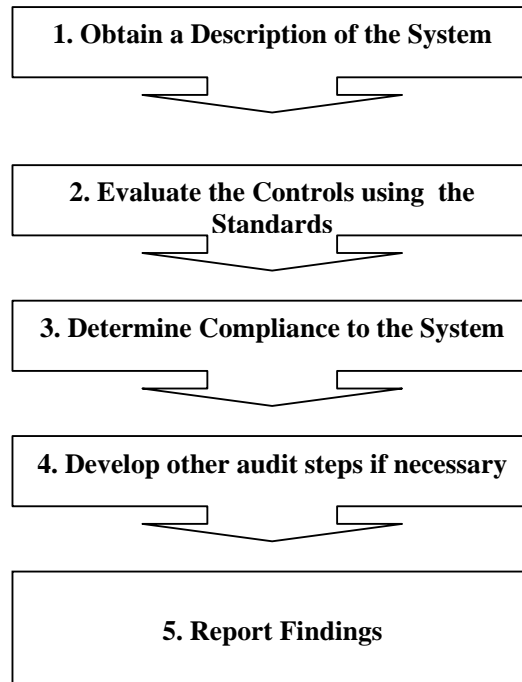 1. Obtain a Description of the System
2. Evaluate the Controls using the
Standards
3. Determine Compliance to the System
4. Develop other audit steps if necessary
5. Report Findings